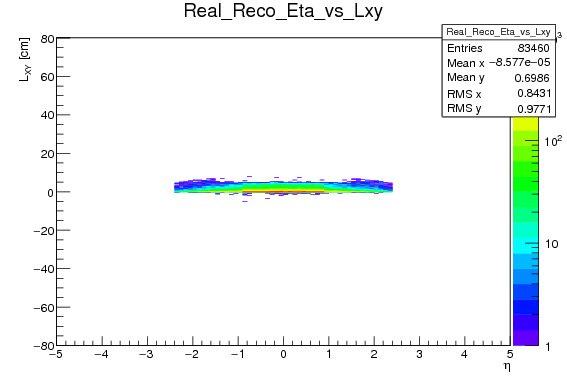 Real_Reco_Eta_vs_Lxy
Real_Reco_Eta_vs_Lxy
Entries 83460
Mean x −8.577e−05
Mean y 0.6986
RMS x 0.8431
RMS y 0.9771
L_XY [cm]
80
60
40
20
0
−20
−40
−60
−80
−5 −4 −3 −2 −1 0 1 2 3 4 5
η
3
10^2
10
1